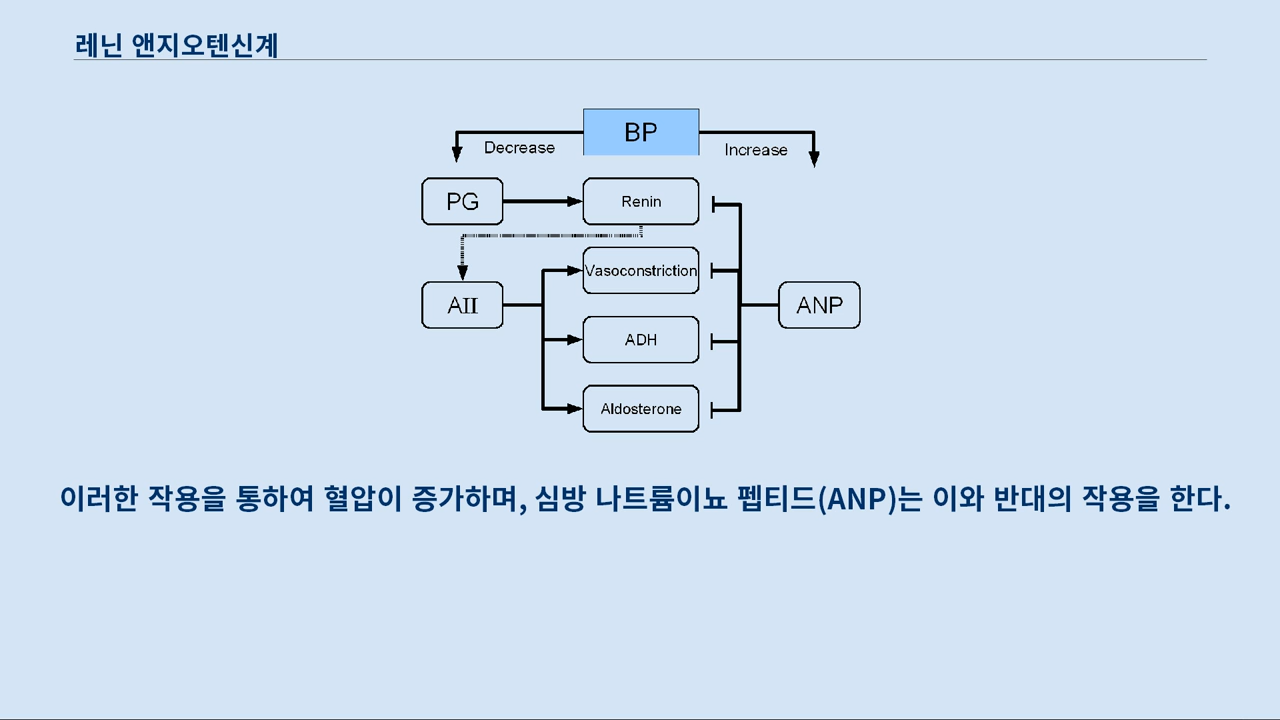 레닌 앤지오텐신계
BP
Decrease
Increase
PG
Renin
Vasoconstriction
AII
ANP
ADH
Aldosterone
이러한 작용을 통하여 혈압이 증가하며, 심방 나트륨이뇨 펩티드(ANP)는 이와 반대의 작용을 한다.